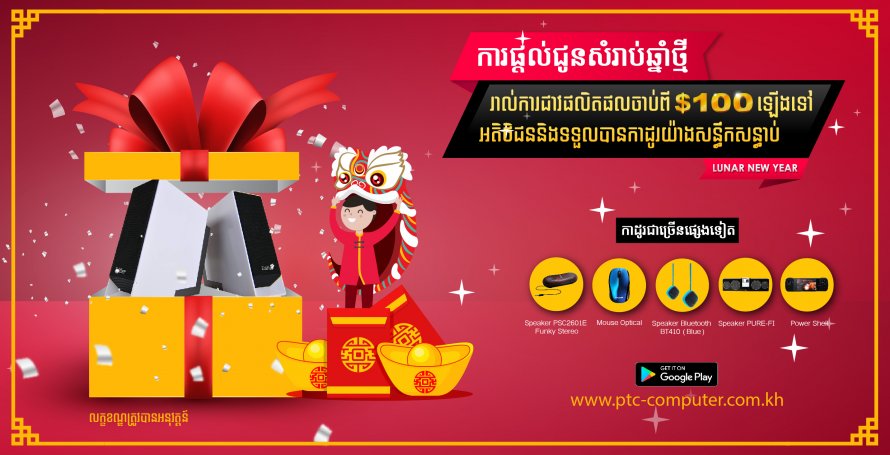 ការផ្តល់ជូនសំរាប់ឆ្នាំថ្មី
រាល់ការជាវផលិតផលចាប់ពី $100 ឡើងទៅ
អតិថិជននិងទទួលបានកាដូរយ៉ាងសន្ធឹកសន្ធាប់
LUNAR NEW YEAR
កាដូរជាច្រើនផ្សេងទៀត
Speaker PSC2601E
Funky Stereo
Mouse Optical
Speaker Bluetooth
BT410 (Blue)
Speaker PURE-FI
Power Shell
GET IT ON
Google Play
www.ptc-computer.com.kh
លក្ខខណ្ឌត្រូវបានអនុវត្តន៍